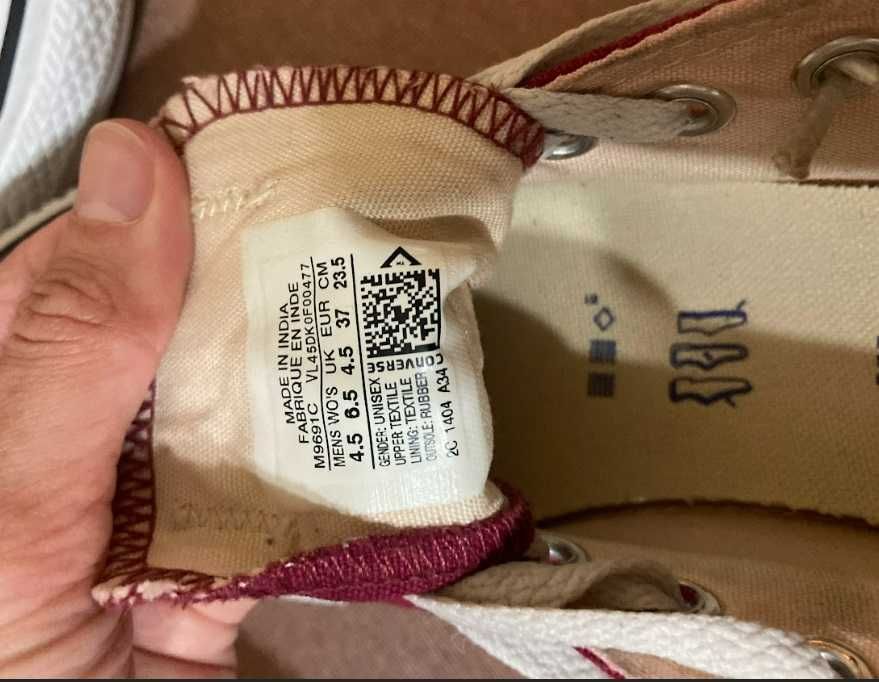 MADE IN INDIA
FABRIQUE EN INDE
M9691C VL45DK0F00477
MENS WO'S UK EUR CM
4.5 6.5 4.5 37 23.5
GENDER: UNISEX
UPPER TEXTILE
LINING: TEXTILE
OUTSOLE: RUBBER
2C 1404 A34